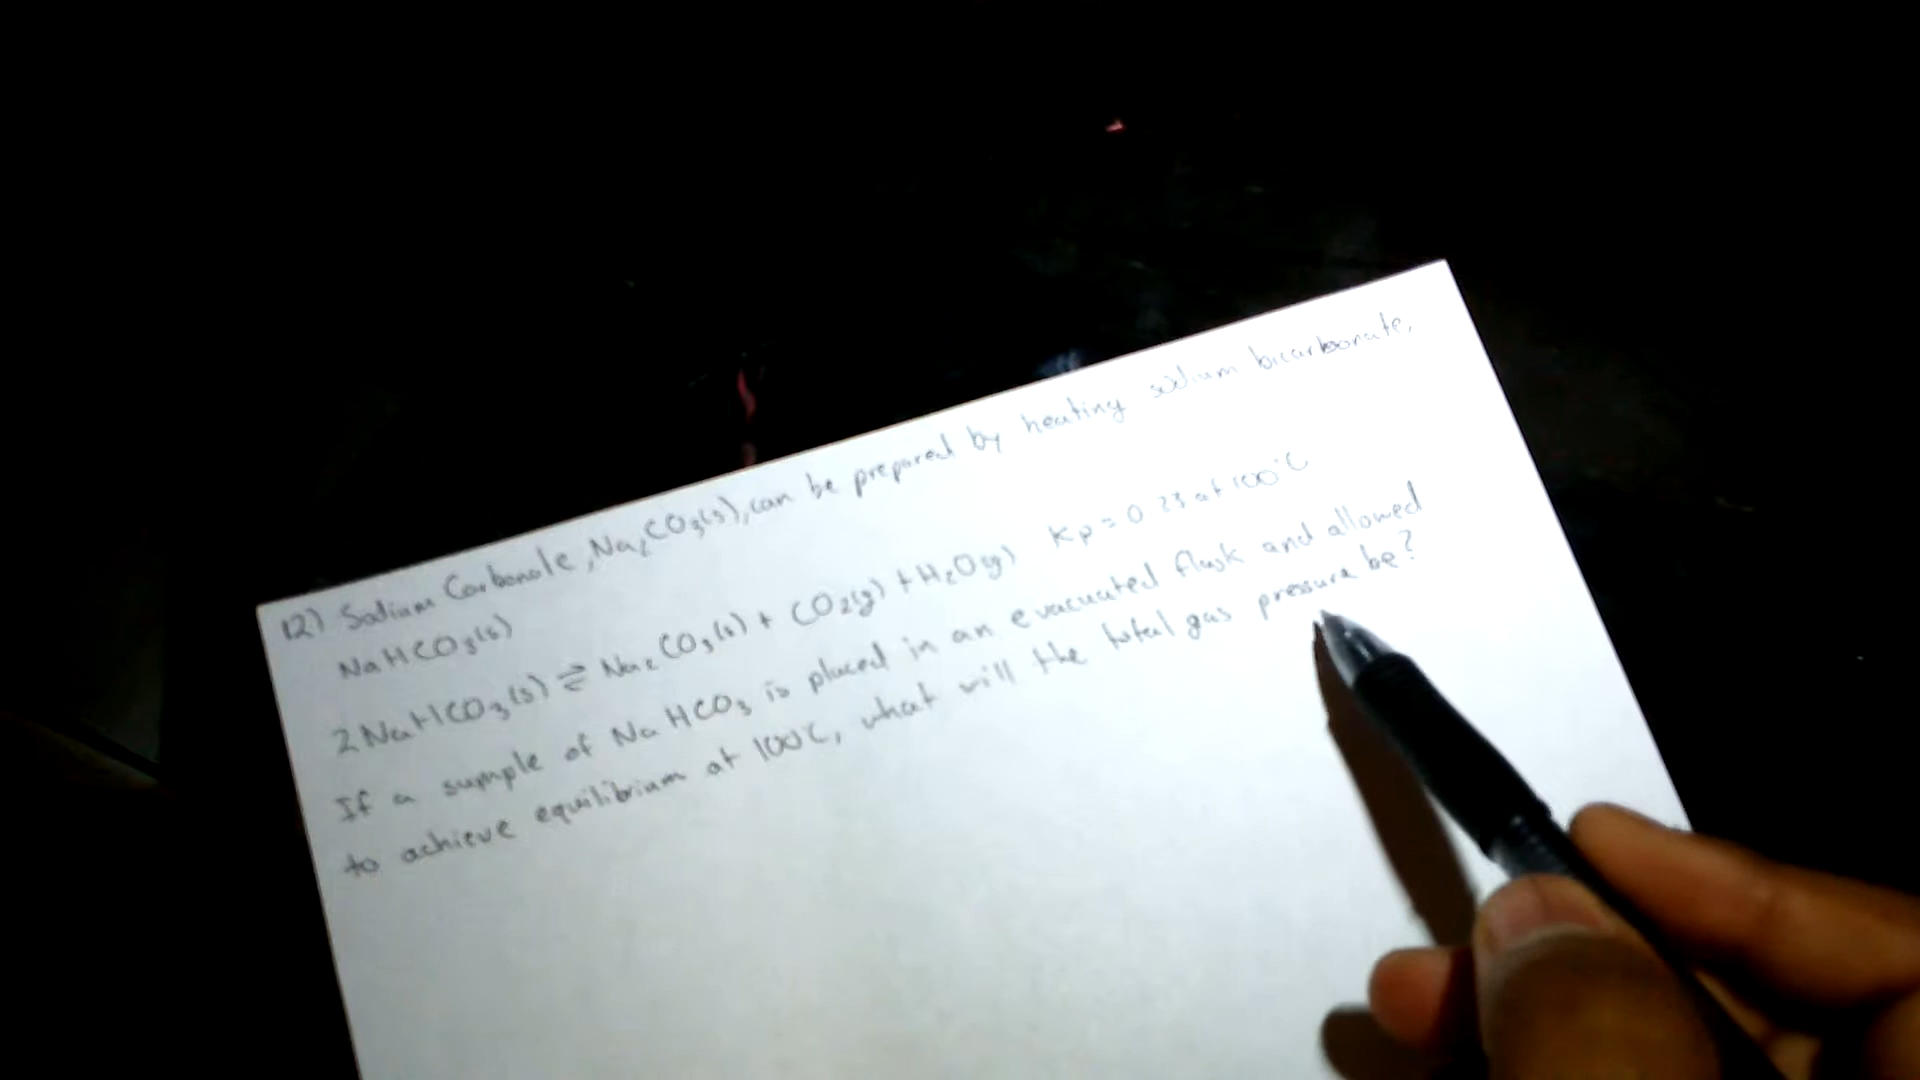 12) Sodium Carbonate, Na₂CO₃(s), can be prepared by heating sodium bicarbonate,
NaHCO₃(s)
2NaHCO₃(s) ⇌ Na₂CO₃(s) + CO₂(g) + H₂O(g) Kp = 0.23 at 100°C
If a sample of NaHCO₃ is placed in an evacuated flask and allowed
to achieve equilibrium at 100°C, what will the total gas pressure be?